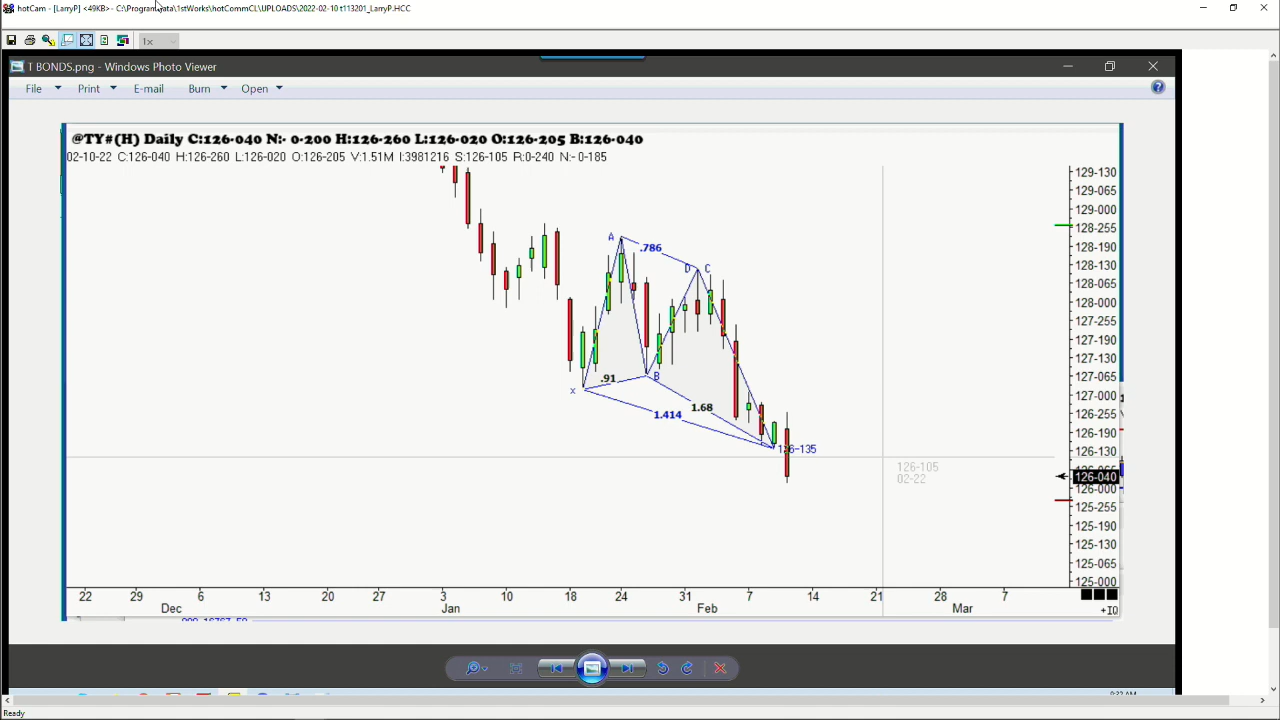 hotCam - [LarryP] <49KB> - C:\ProgramData\1stWorks\hotCommCL\UPLOADS\2022-02-10 t113201_LarryP.HCC
1x
T BONDS.png - Windows Photo Viewer
File Print E-mail Burn Open
@TY#(H) Daily C:126-040 N:- 0-200 H:126-260 L:126-020 O:126-205 B:126-040
02-10-22 C:126-040 H:126-260 L:126-020 O:126-205 V:1.51M I:3981216 S:126-105 R:0-240 N:- 0-185
129-130
129-065
129-000
128-255
128-190
128-130
128-065
128-000
127-255
127-190
127-130
127-065
127-000
126-255
126-190
126-130
126-040
126-000
125-255
125-190
125-130
125-065
125-000
A
.786
D C
.91
B
X
1.414
1.68
126-135
126-105
02-22
22 29 6 13 20 27 3 10 18 24 31 7 14 21 28 7
Dec Jan Feb Mar
+IQ
Ready